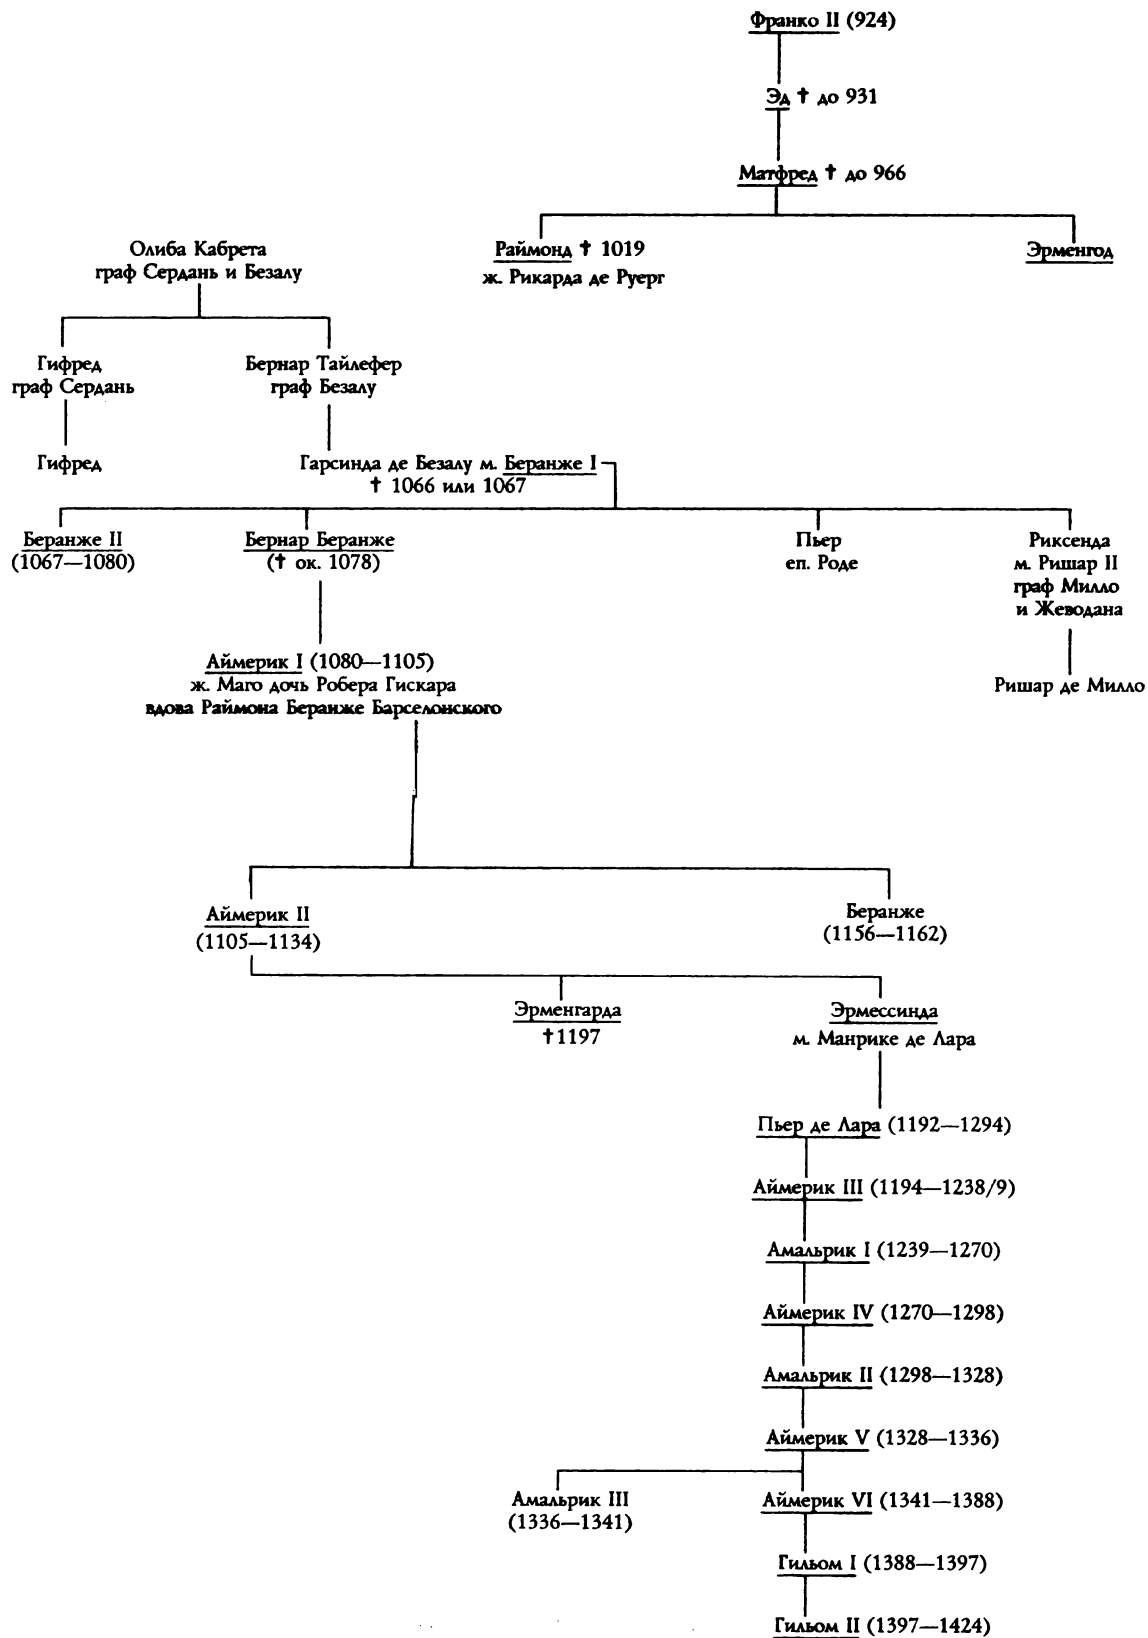 Франко II (924)
Эд † до 931
Матфред † до 966
Раймонд † 1019
ж. Рикарда де Руерг
Эрменгод
Олиба Кабрета
граф Сердань и Безалу
Гифред
граф Сердань
Бернар Тайлефер
граф Безалу
Гифред
Гарсинда де Безалу м. Беранже I
† 1066 или 1067
Беранже II
(1067—1080)
Бернар Беранже
(† ок. 1078)
Пьер
еп. Роде
Риксенда
м. Ришар II
граф Милло
и Жеводана
Аймерик I (1080—1105)
ж. Маго дочь Робера Гискара
вдова Раймона Беранже Барселонского
Ришар де Милло
Аймерик II
(1105—1134)
Беранже
(1156—1162)
Эрменгарда
†1197
Эрмессинда
м. Манрике де Лара
Пьер де Лара (1192—1294)
Аймерик III (1194—1238/9)
Амальрик I (1239—1270)
Аймерик IV (1270—1298)
Амальрик II (1298—1328)
Аймерик V (1328—1336)
Амальрик III
(1336—1341)
Аймерик VI (1341—1388)
Гильом I (1388—1397)
Гильом II (1397—1424)